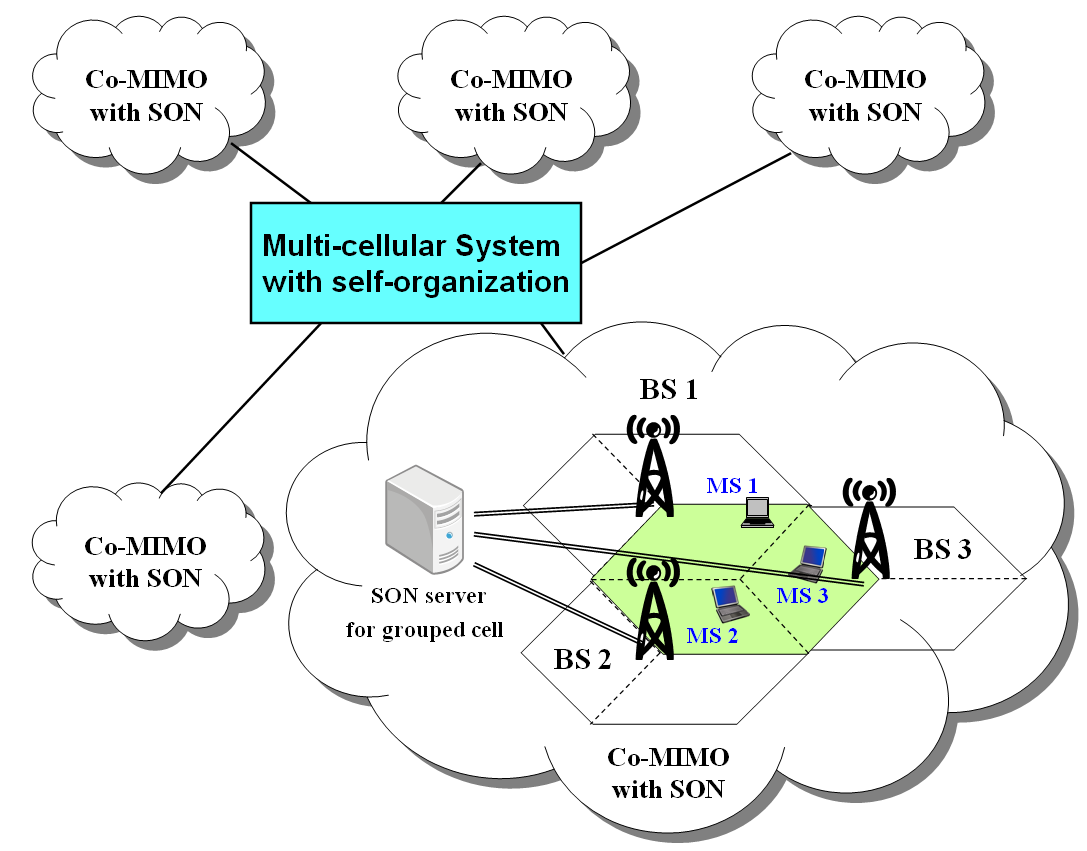 Co-MIMO
with SON
Co-MIMO
with SON
Co-MIMO
with SON
Multi-cellular System
with self-organization
BS 1
MS 1
BS 3
Co-MIMO
with SON
SON server
for grouped cell
MS 3
MS 2
BS 2
Co-MIMO
with SON